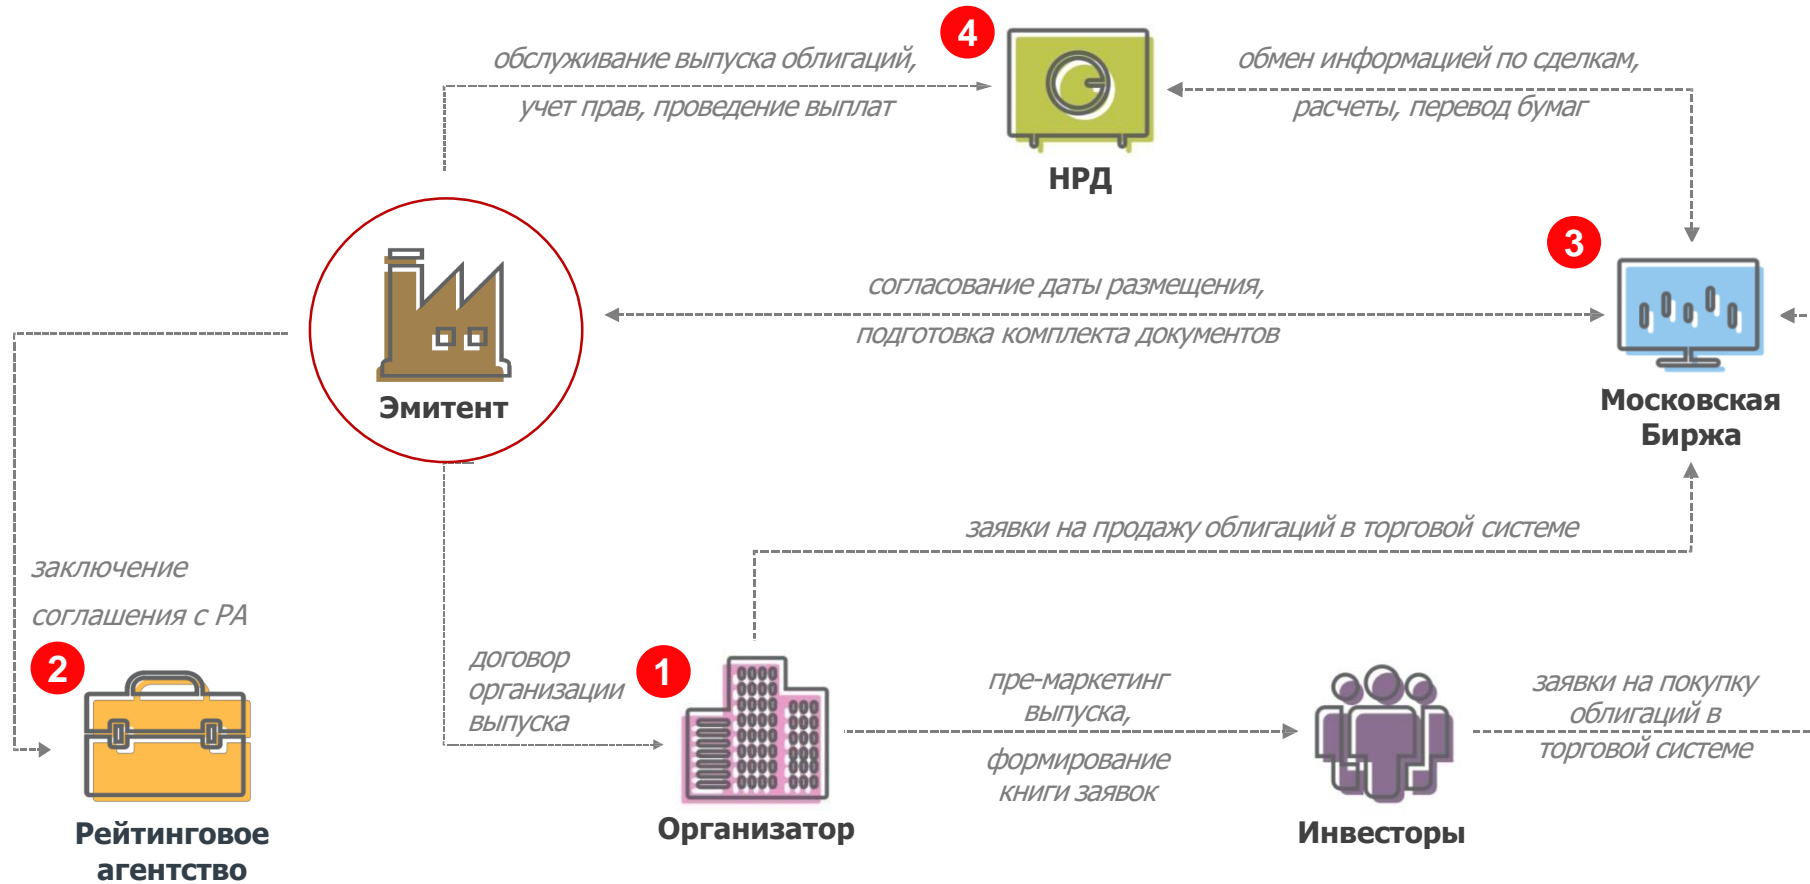 4
обслуживание выпуска облигаций,
учет прав, проведение выплат
обмен информацией по сделкам,
расчеты, перевод бумаг
НРД
3
согласование даты размещения,
подготовка комплекта документов
Эмитент
Московская
Биржа
заявки на продажу облигаций в торговой системе
заключение
соглашения с РА
2
Рейтинговое
агентство
договор
организации
выпуска
1
Организатор
пре-маркетинг
выпуска,
формирование
книги заявок
Инвесторы
заявки на покупку
облигаций в
торговой системе